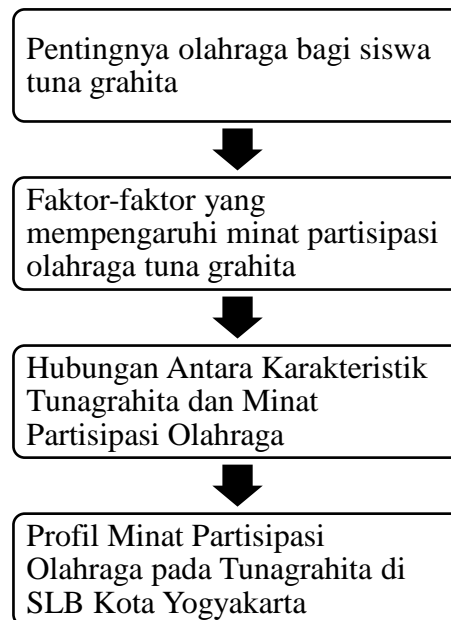 Pentingnya olahraga bagi siswa
tuna grahita
Faktor-faktor yang
mempengaruhi minat partisipasi
olahraga tuna grahita
Hubungan Antara Karakteristik
Tunagrahita dan Minat
Partisipasi Olahraga
Profil Minat Partisipasi
Olahraga pada Tunagrahita di
SLB Kota Yogyakarta